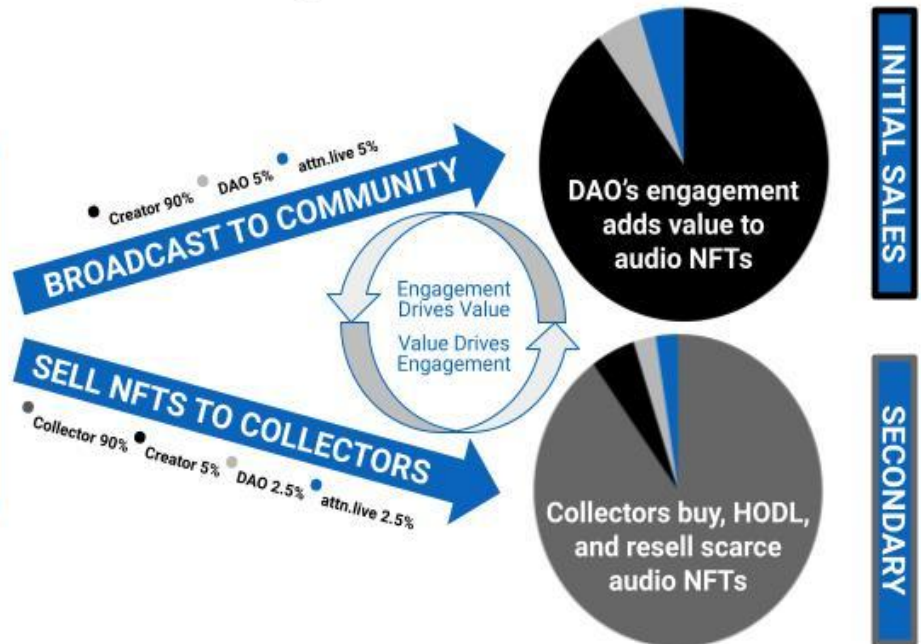 Creator 90% DAO 5% attn.live 5%
BROADCAST TO COMMUNITY
DAO's engagement
adds value to
audio NFTs
INITIAL SALES
Engagement
Drives Value
Value Drives
Engagement
SELL NFTS TO COLLECTORS
Collector 90% Creator 5% DAO 2.5% attn.live 2.5%
Collectors buy, HODL,
and resell scarce
audio NFTs
SECONDARY